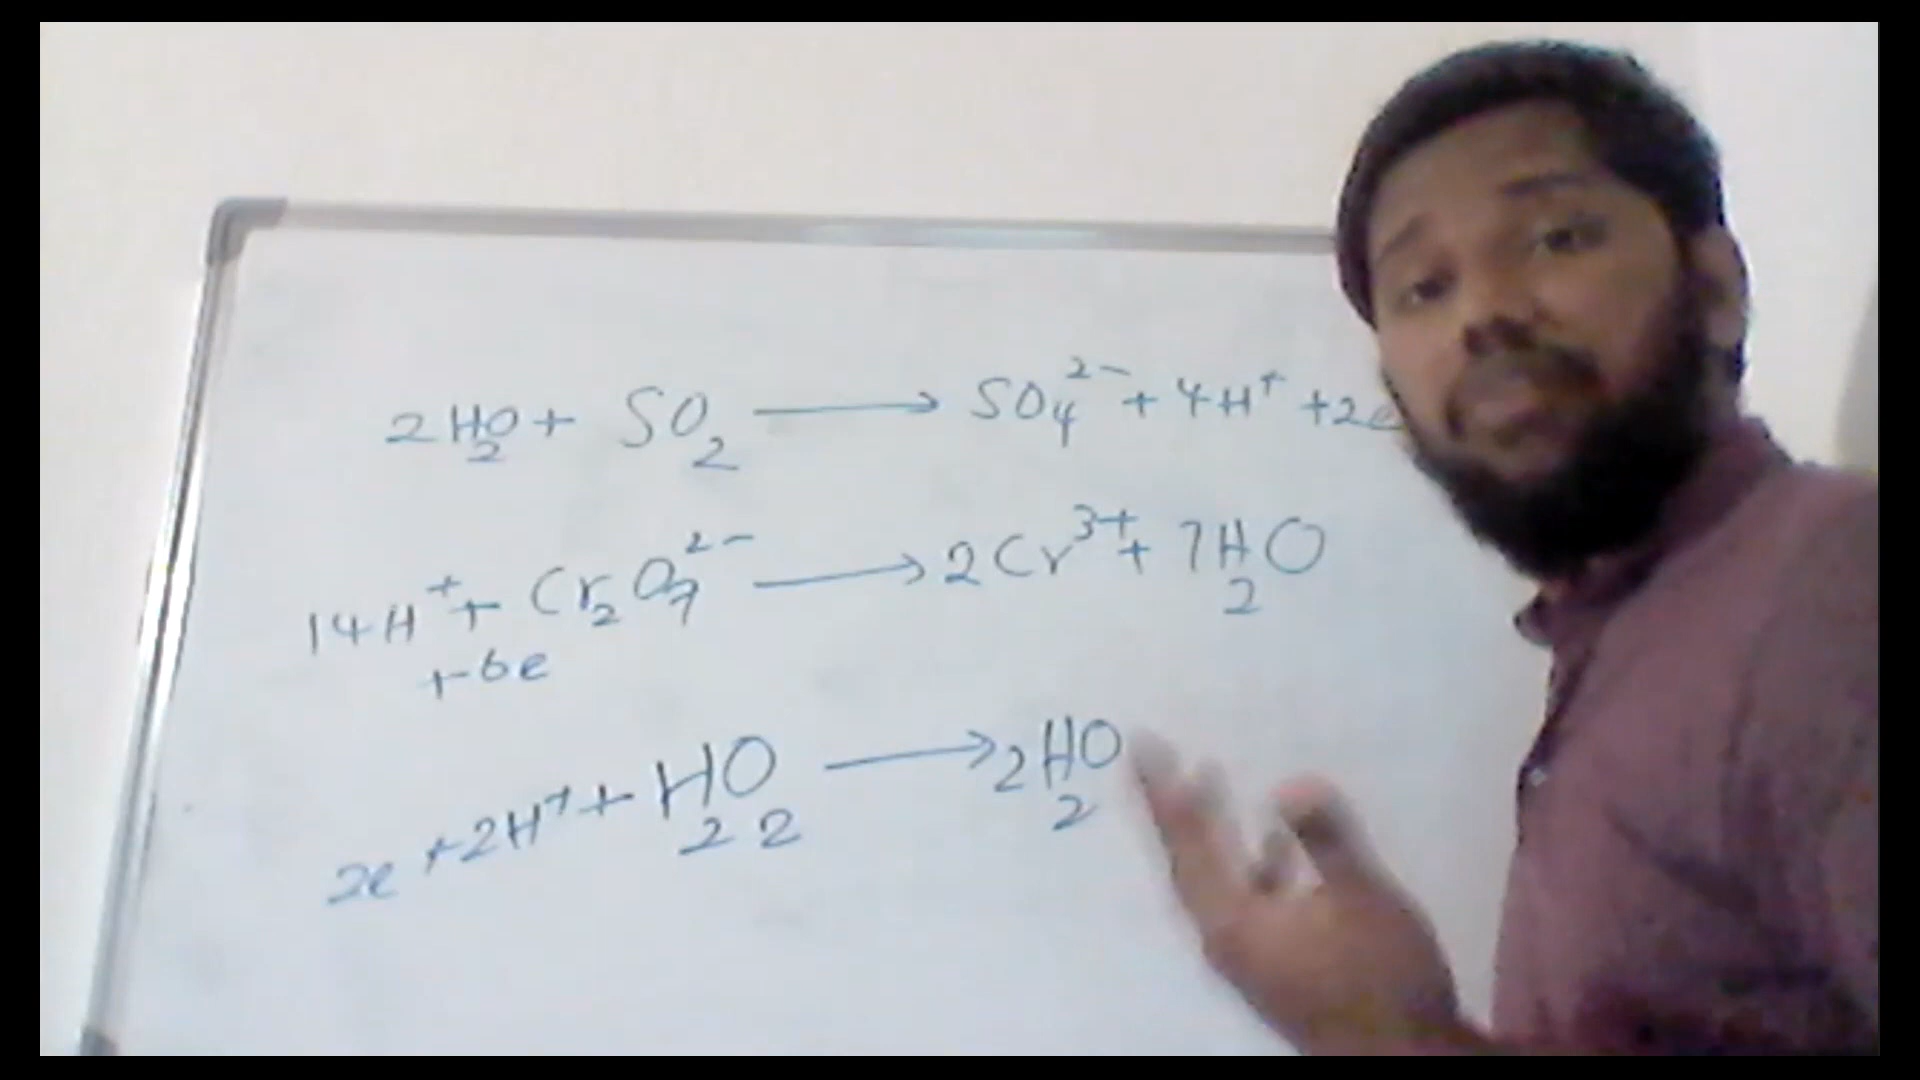 2H₂O + SO₂ → SO₄²⁻ + 4H⁺ + 2e
14H⁺ + Cr₂O₇²⁻ → 2Cr³⁺ + 7H₂O
+6e
2e + 2H⁺ + H₂O₂ → 2H₂O